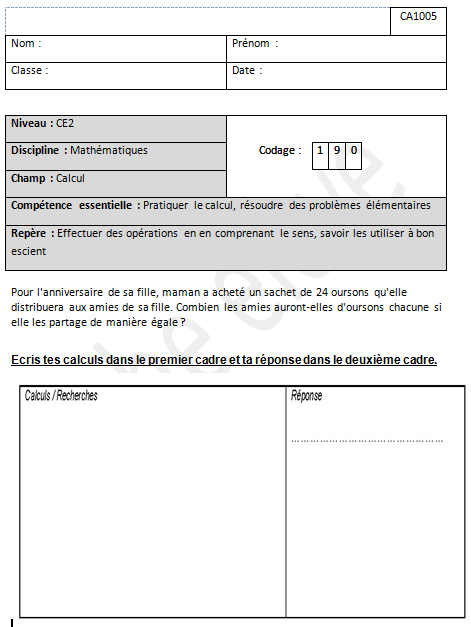 CA1005
Nom :
Prénom :
Classe :
Date :
Niveau : CE2
Discipline : Mathématiques
Codage : 1 9 0
Champ : Calcul
Compétence essentielle : Pratiquer le calcul, résoudre des problèmes élémentaires
Repère : Effectuer des opérations en en comprenant le sens, savoir les utiliser à bon
escient
Pour l'anniversaire de sa fille, maman a acheté un sachet de 24 oursons qu'elle
distribuera aux amies de sa fille. Combien les amies auront-elles d'oursons chacune si
elle les partage de manière égale ?
Ecris tes calculs dans le premier cadre et ta réponse dans le deuxième cadre.
Calculs / Recherches
Réponse
……………………………………………